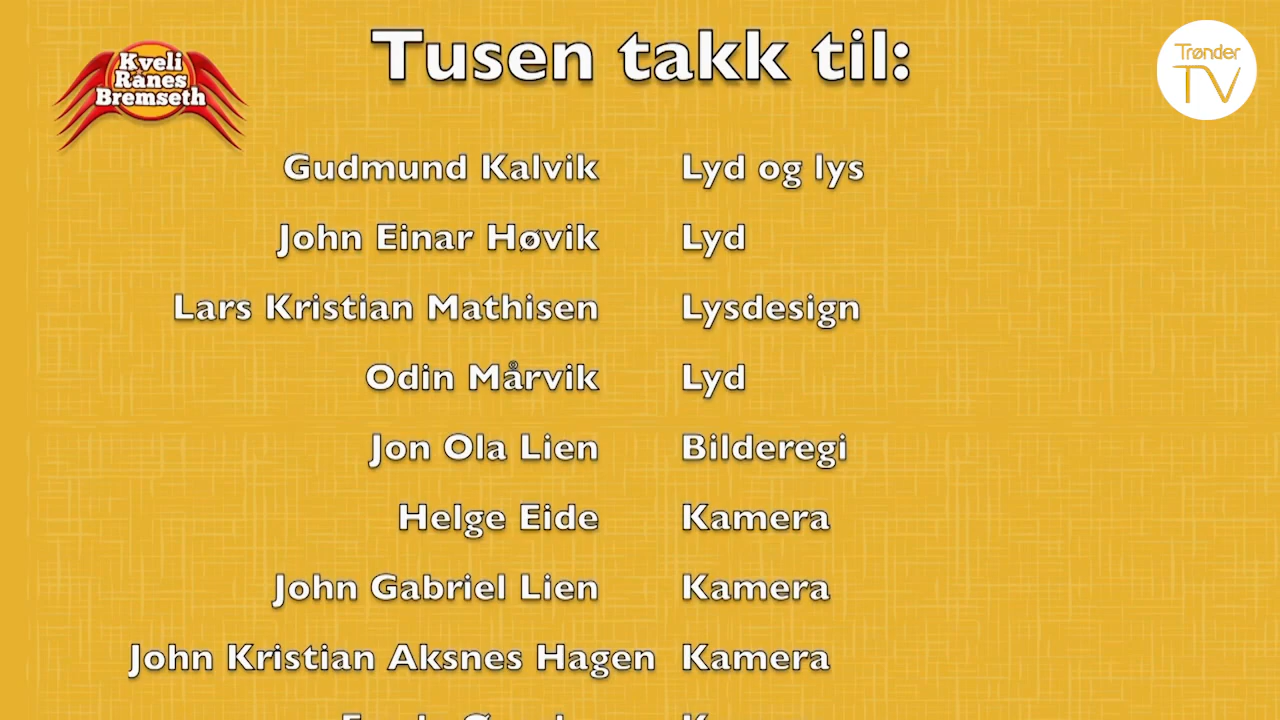 Tusen takk til:
Kveli
Rånes
Bremseth
Trønder
TV
Gudmund Kalvik Lyd og lys
John Einar Høvik Lyd
Lars Kristian Mathisen Lysdesign
Odin Mårvik Lyd
Jon Ola Lien Bilderegi
Helge Eide Kamera
John Gabriel Lien Kamera
John Kristian Aksnes Hagen Kamera